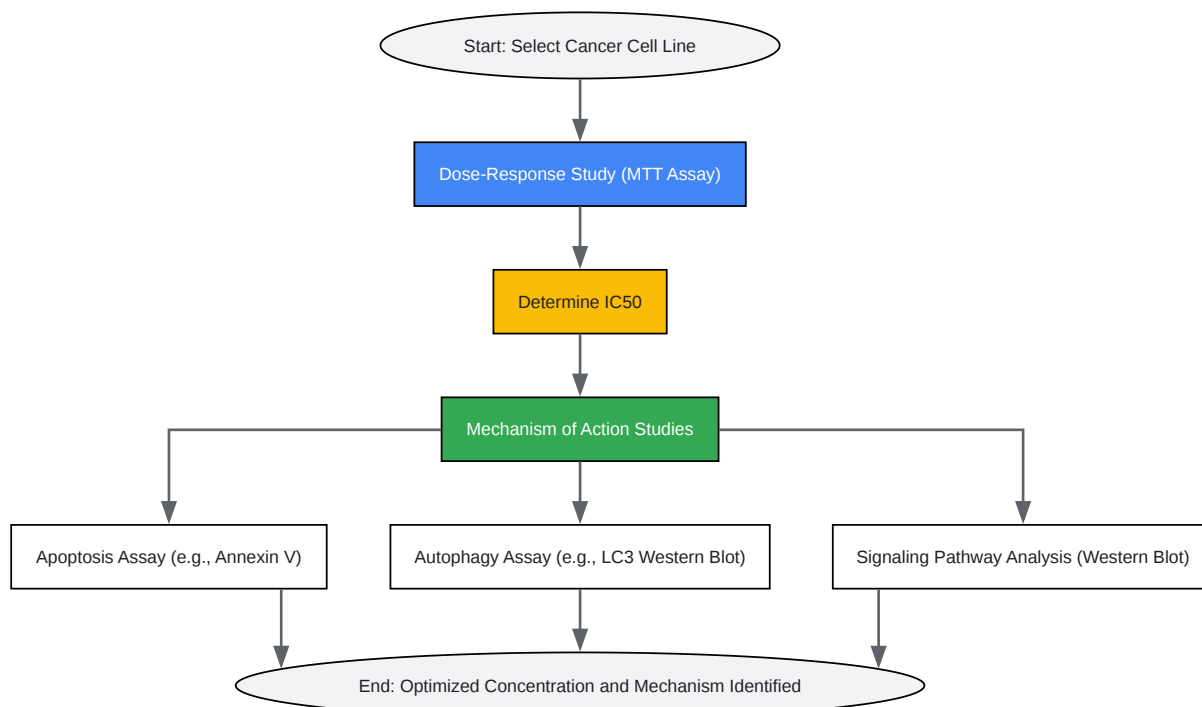 Start: Select Cancer Cell Line
Dose-Response Study (MTT Assay)
Determine IC50
Mechanism of Action Studies
Apoptosis Assay (e.g., Annexin V)
Autophagy Assay (e.g., LC3 Western Blot)
Signaling Pathway Analysis (Western Blot)
End: Optimized Concentration and Mechanism Identified